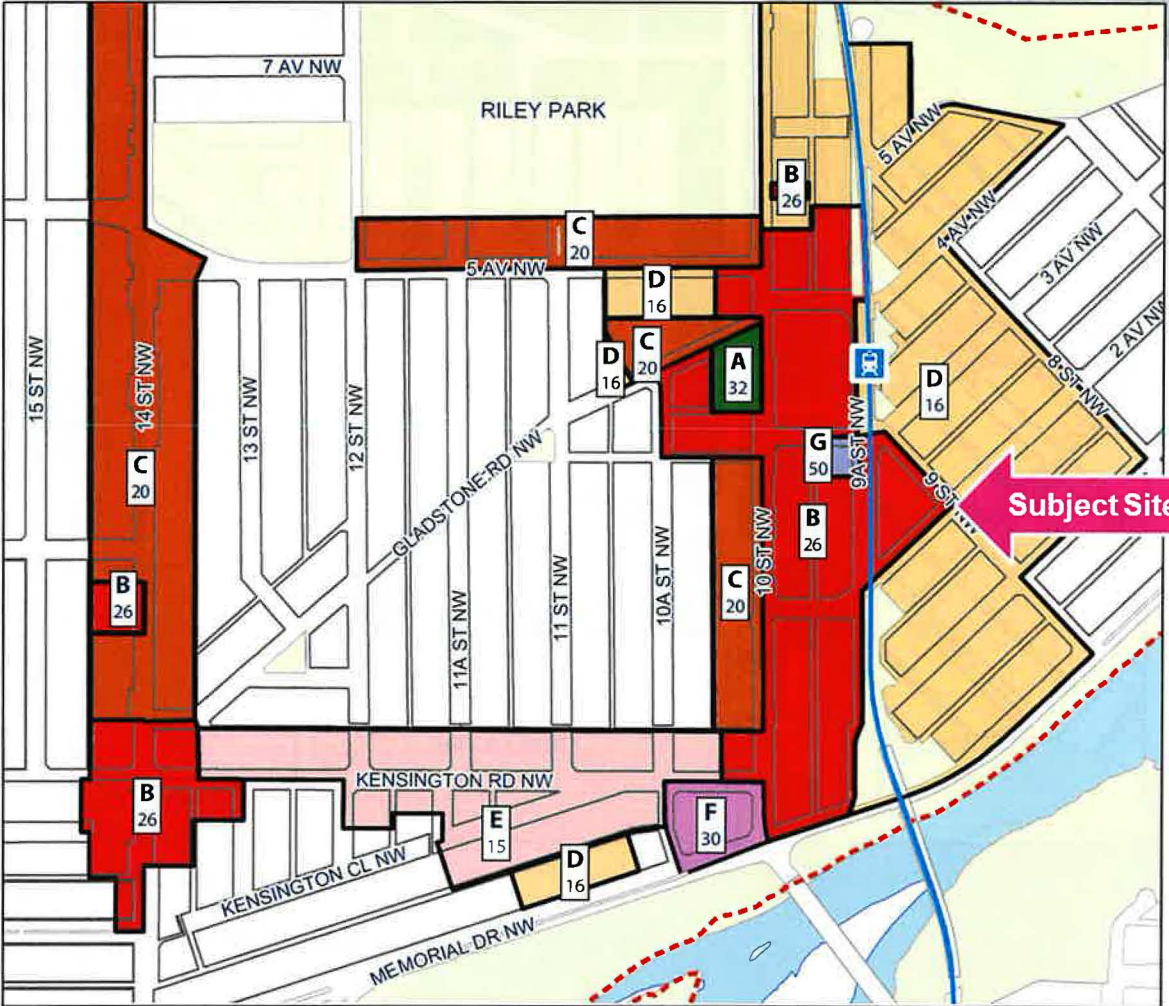 7 AV NW
RILEY PARK
5 AV NW
B
26
4 AV NW
3 AV NW
2 AV NW
C
20
5 AV NW
D
16
15 ST NW
14 ST NW
13 ST NW
12 ST NW
D
16
C
20
A
32
D
16
8 ST NW
GLADSTONE RD NW
G
50
9A ST NW
9 ST NW
Subject Site
C
20
B
26
10 ST NW
C
20
B
26
11A ST NW
11 ST NW
10A ST NW
KENSINGTON RD NW
B
26
E
15
F
30
D
16
KENSINGTON CL NW
MEMORIAL DR NW